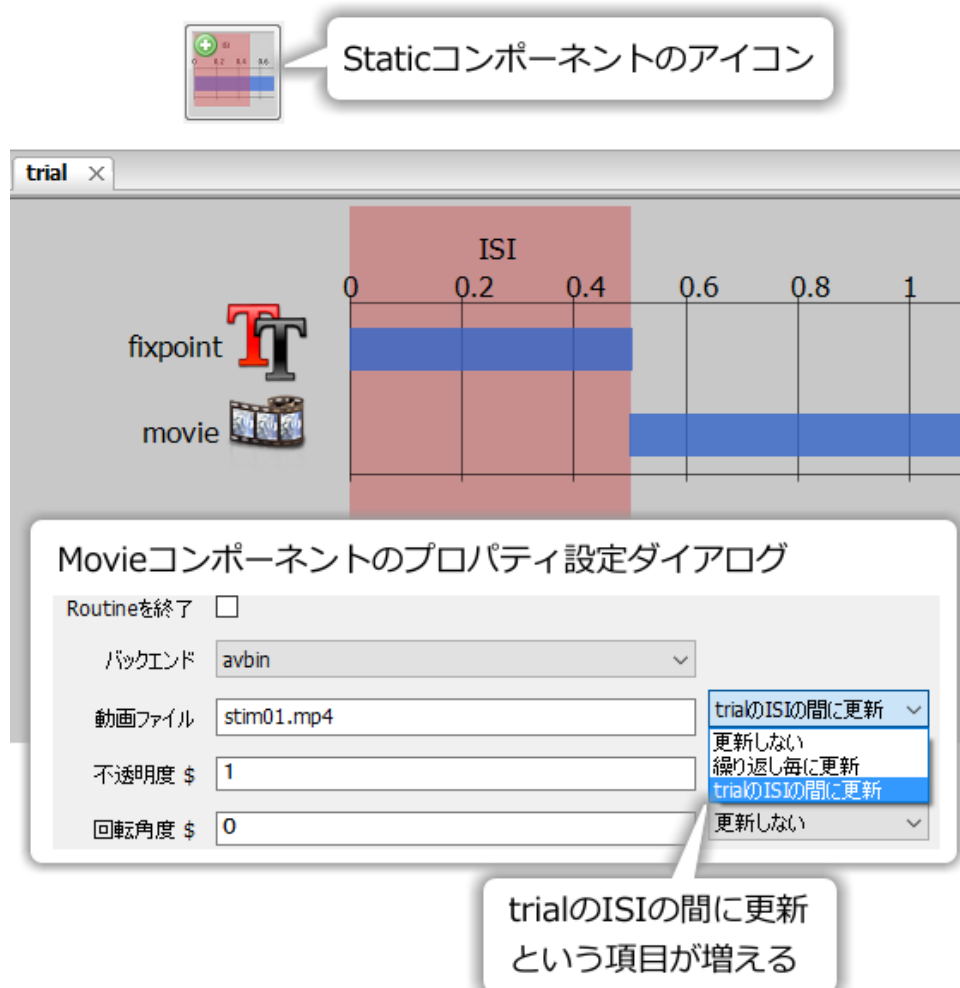 ISI
0 0.2 0.4 0.6
Staticコンポーネントのアイコン
trial ×
ISI
0 0.2 0.4 0.6 0.8 1
fixpoint
movie
Movieコンポーネントのプロパティ設定ダイアログ
Routineを終了
バックエンド avbin
動画ファイル stim01.mp4 trialのISIの間に更新
更新しない
繰り返し毎に更新
trialのISIの間に更新
不透明度 $ 1
回転角度 $ 0 更新しない
trialのISIの間に更新
という項目が増える